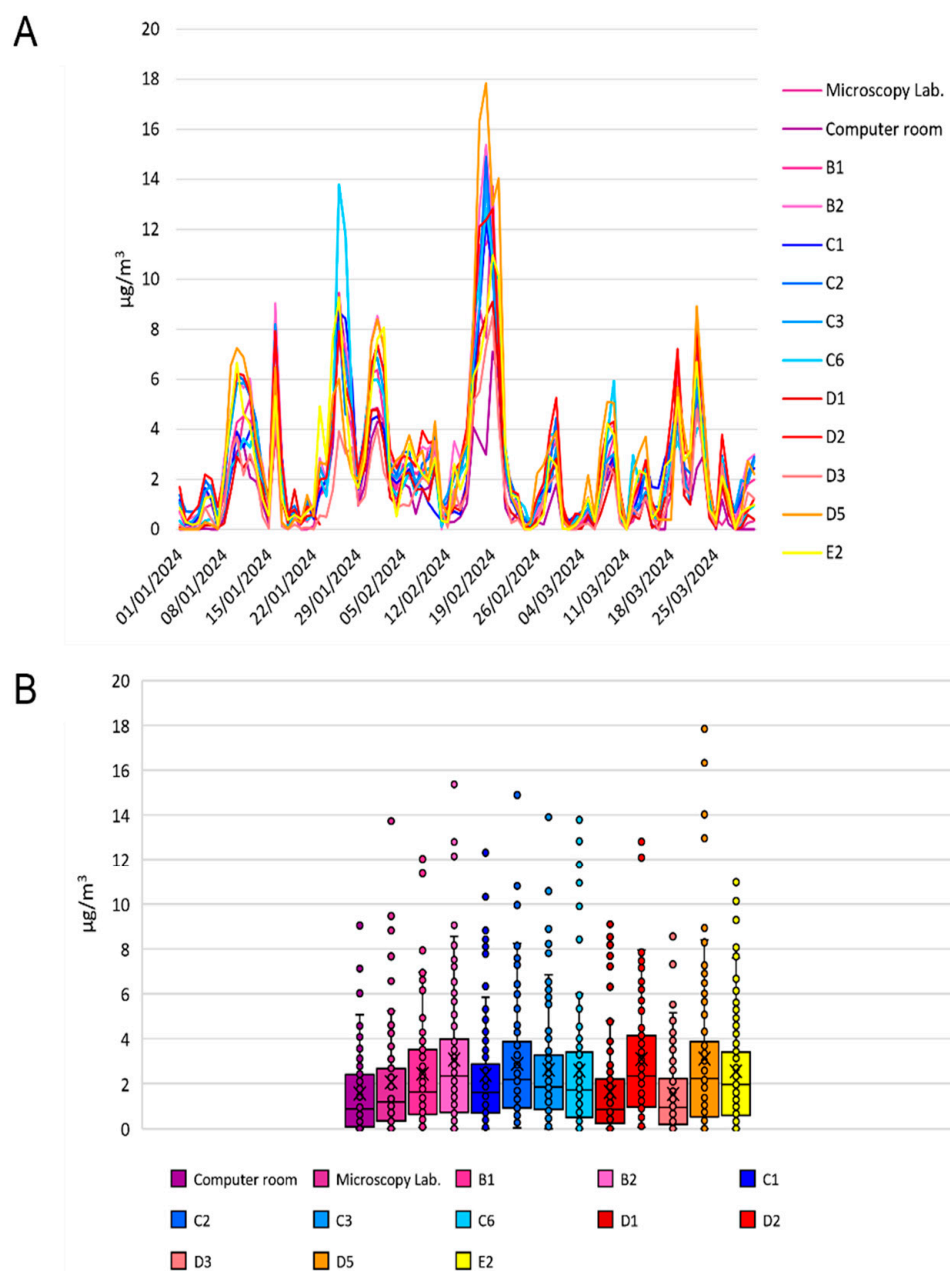 A
20
18
16
14
12
10
8
6
4
2
0
µg/m³
01/01/2024
08/01/2024
15/01/2024
22/01/2024
29/01/2024
05/02/2024
12/02/2024
19/02/2024
26/02/2024
04/03/2024
11/03/2024
18/03/2024
25/03/2024
Microscopy Lab.
Computer room
B1
B2
C1
C2
C3
C6
D1
D2
D3
D5
E2
B
20
18
16
14
12
10
8
6
4
2
0
µg/m³
Computer room Microscopy Lab. B1 B2 C1
C2 C3 C6 D1 D2
D3 D5 E2